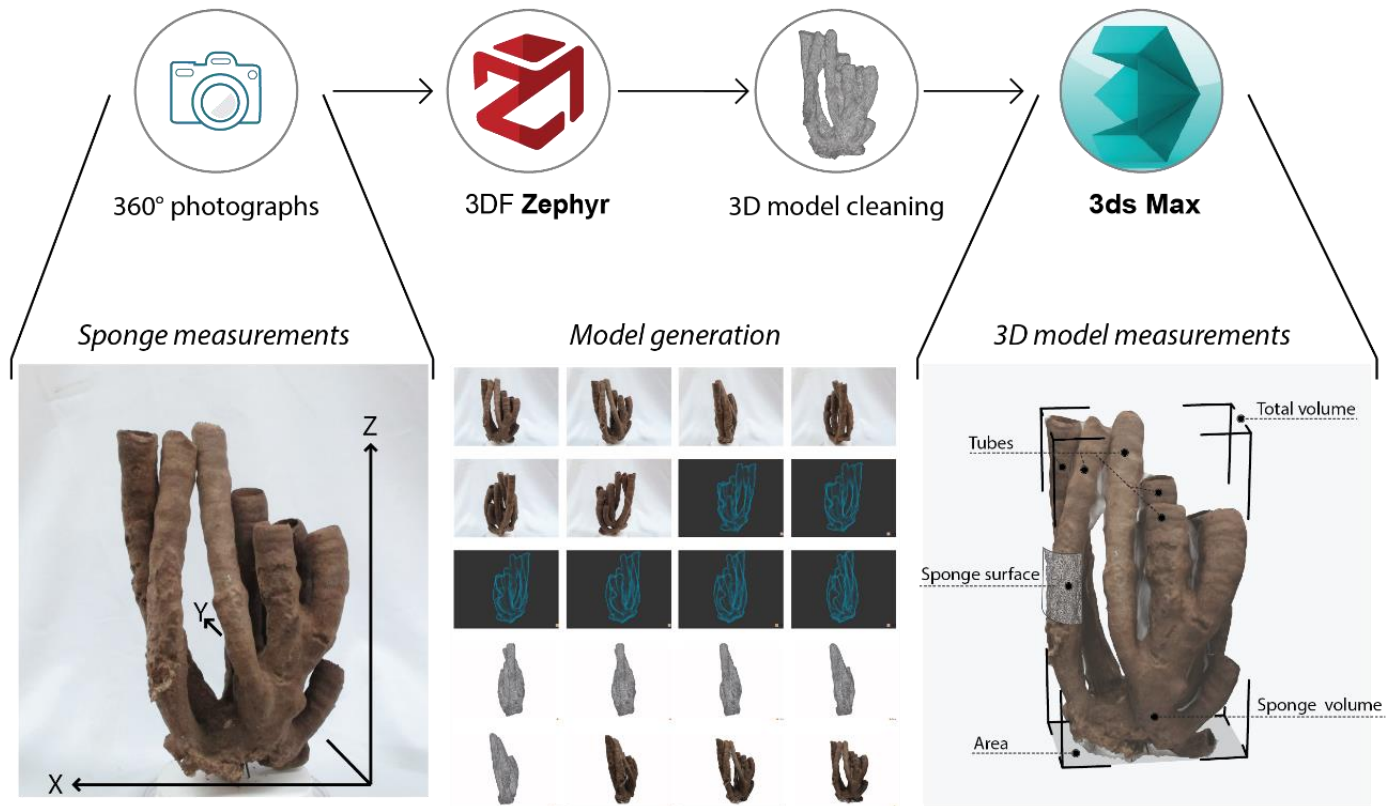 360° photographs
3DF Zephyr
3D model cleaning
3ds Max
Sponge measurements
Model generation
3D model measurements
Z
Y
X
Total volume
Tubes
Sponge surface
Sponge volume
Area